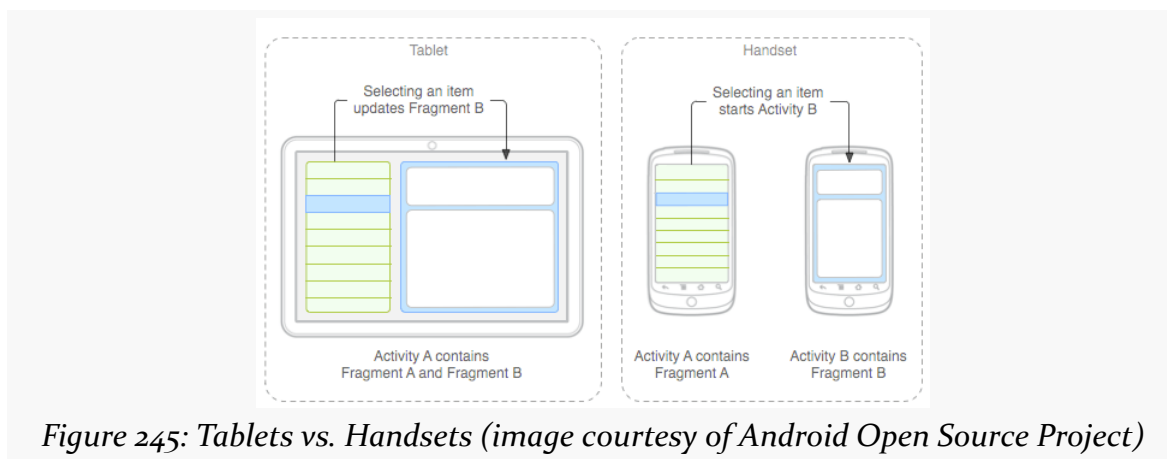 Tablet
Selecting an item
updates Fragment B
Activity A contains
Fragment A and Fragment B
Handset
Selecting an item
starts Activity B
Activity A contains
Fragment A
Activity B contains
Fragment B
Figure 245: Tablets vs. Handsets (image courtesy of Android Open Source Project)